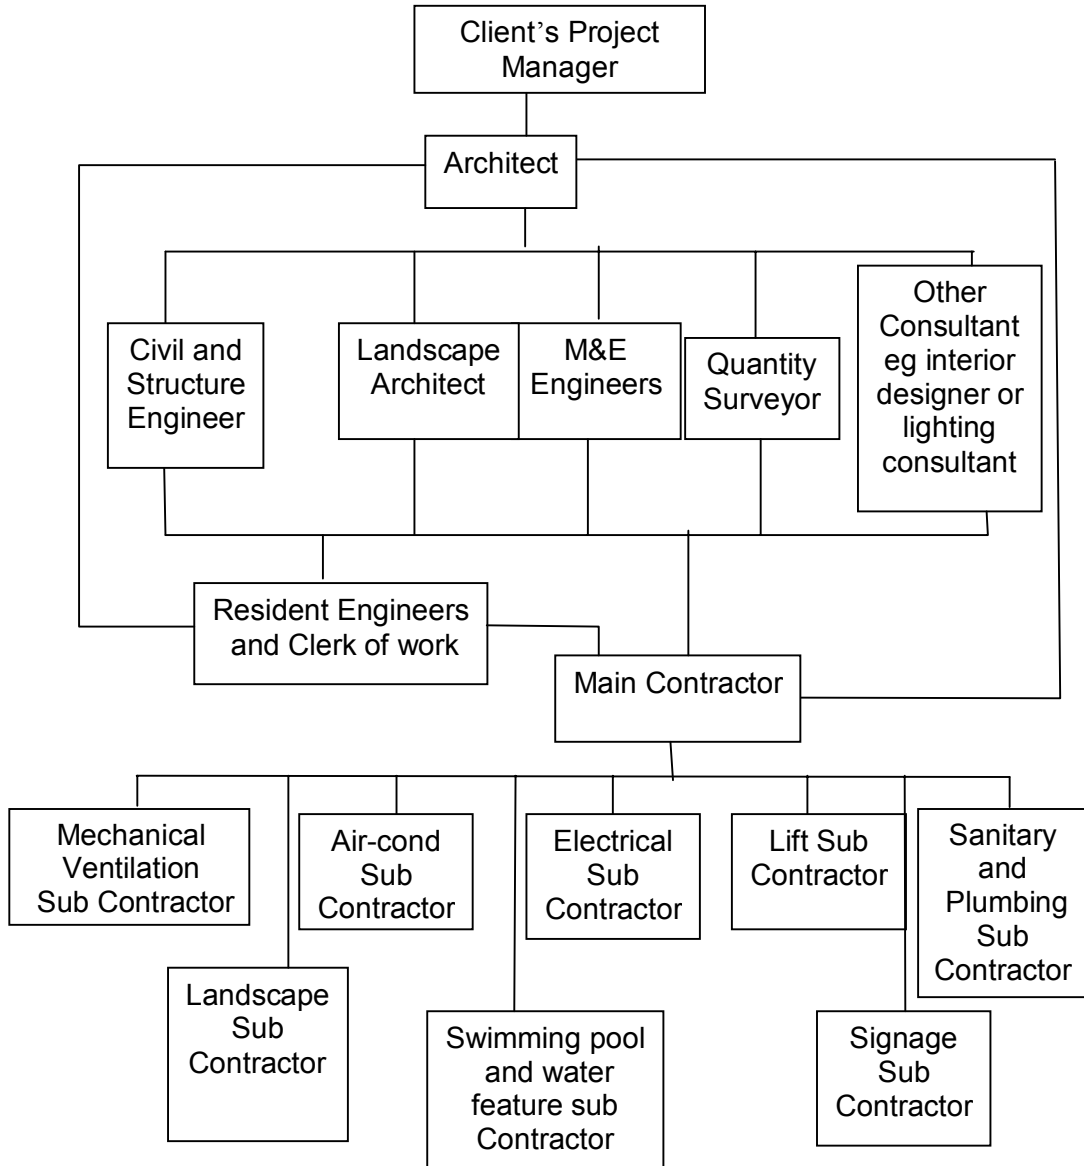 Client’s Project
Manager
Architect
Civil and
Structure
Engineer
Landscape
Architect
M&E
Engineers
Quantity
Surveyor
Other
Consultant
eg interior
designer or
lighting
consultant
Resident Engineers
and Clerk of work
Main Contractor
Mechanical
Ventilation
Sub Contractor
Air-cond
Sub
Contractor
Electrical
Sub
Contractor
Lift Sub
Contractor
Sanitary
and
Plumbing
Sub
Contractor
Landscape
Sub
Contractor
Swimming pool
and water
feature sub
Contractor
Signage
Sub
Contractor